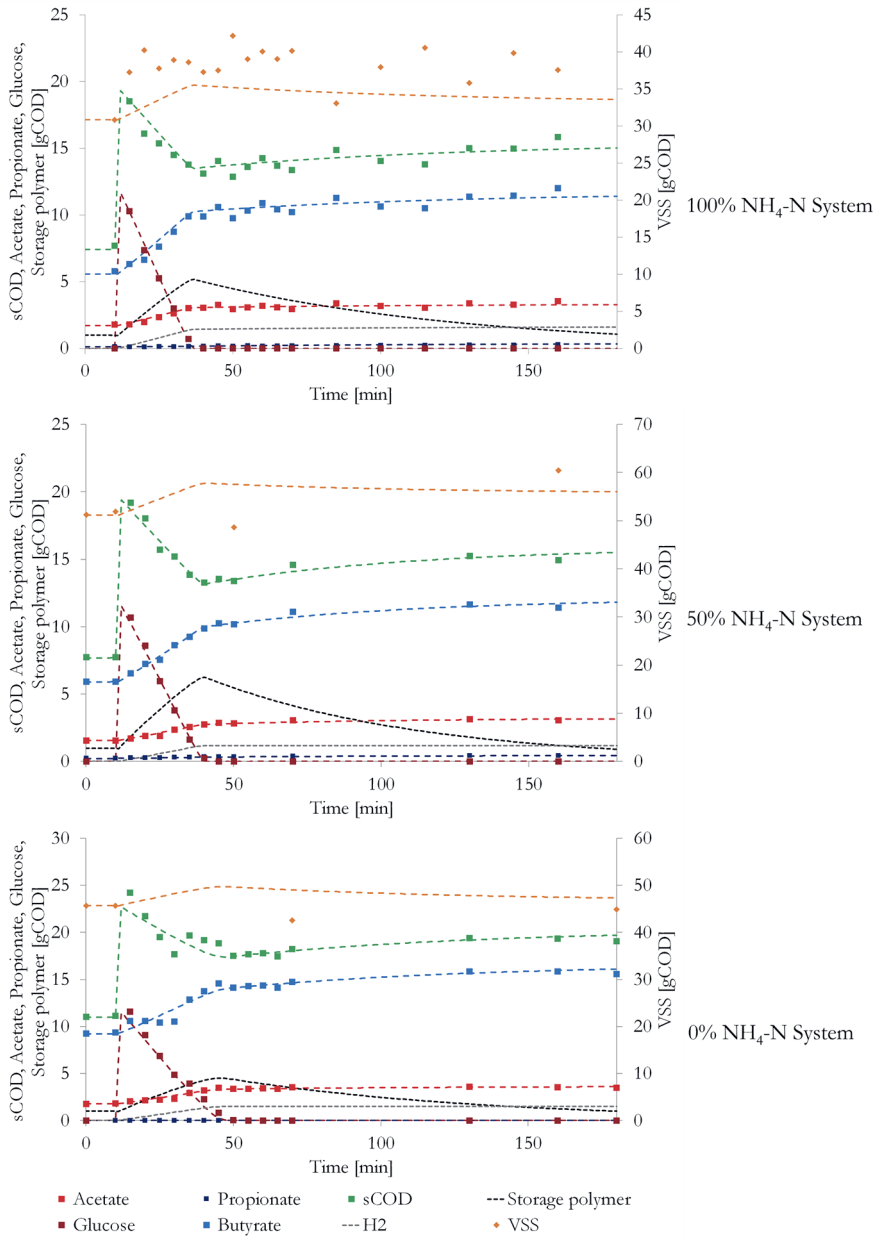 sCOD, Acetate, Propionate, Glucose,
Storage polymer [gCOD]
25
20
15
10
5
0
45
40
35
30
25
20
15
10
5
0
VSS [gCOD]
100% NH4-N System
0 50 100 150
Time [min]
sCOD, Acetate, Propionate, Glucose,
Storage polymer [gCOD]
25
20
15
10
5
0
70
60
50
40
30
20
10
0
VSS [gCOD]
50% NH4-N System
0 50 100 150
Time [min]
sCOD, Acetate, Propionate, Glucose,
Storage polymer [gCOD]
30
25
20
15
10
5
0
60
50
40
30
20
10
0
VSS [gCOD]
0% NH4-N System
0 50 100 150
Time [min]
Acetate Propionate sCOD Storage polymer
Glucose Butyrate H2 VSS